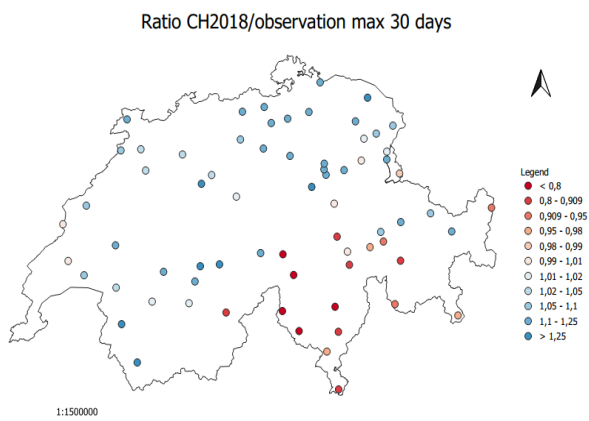 Ratio CH2018/observation max 30 days
Legend
< 0,8
0,8 - 0,909
0,909 - 0,95
0,95 - 0,98
0,98 - 0,99
0,99 - 1,01
1,01 - 1,02
1,02 - 1,05
1,05 - 1,1
1,1 - 1,25
> 1,25
1:1500000